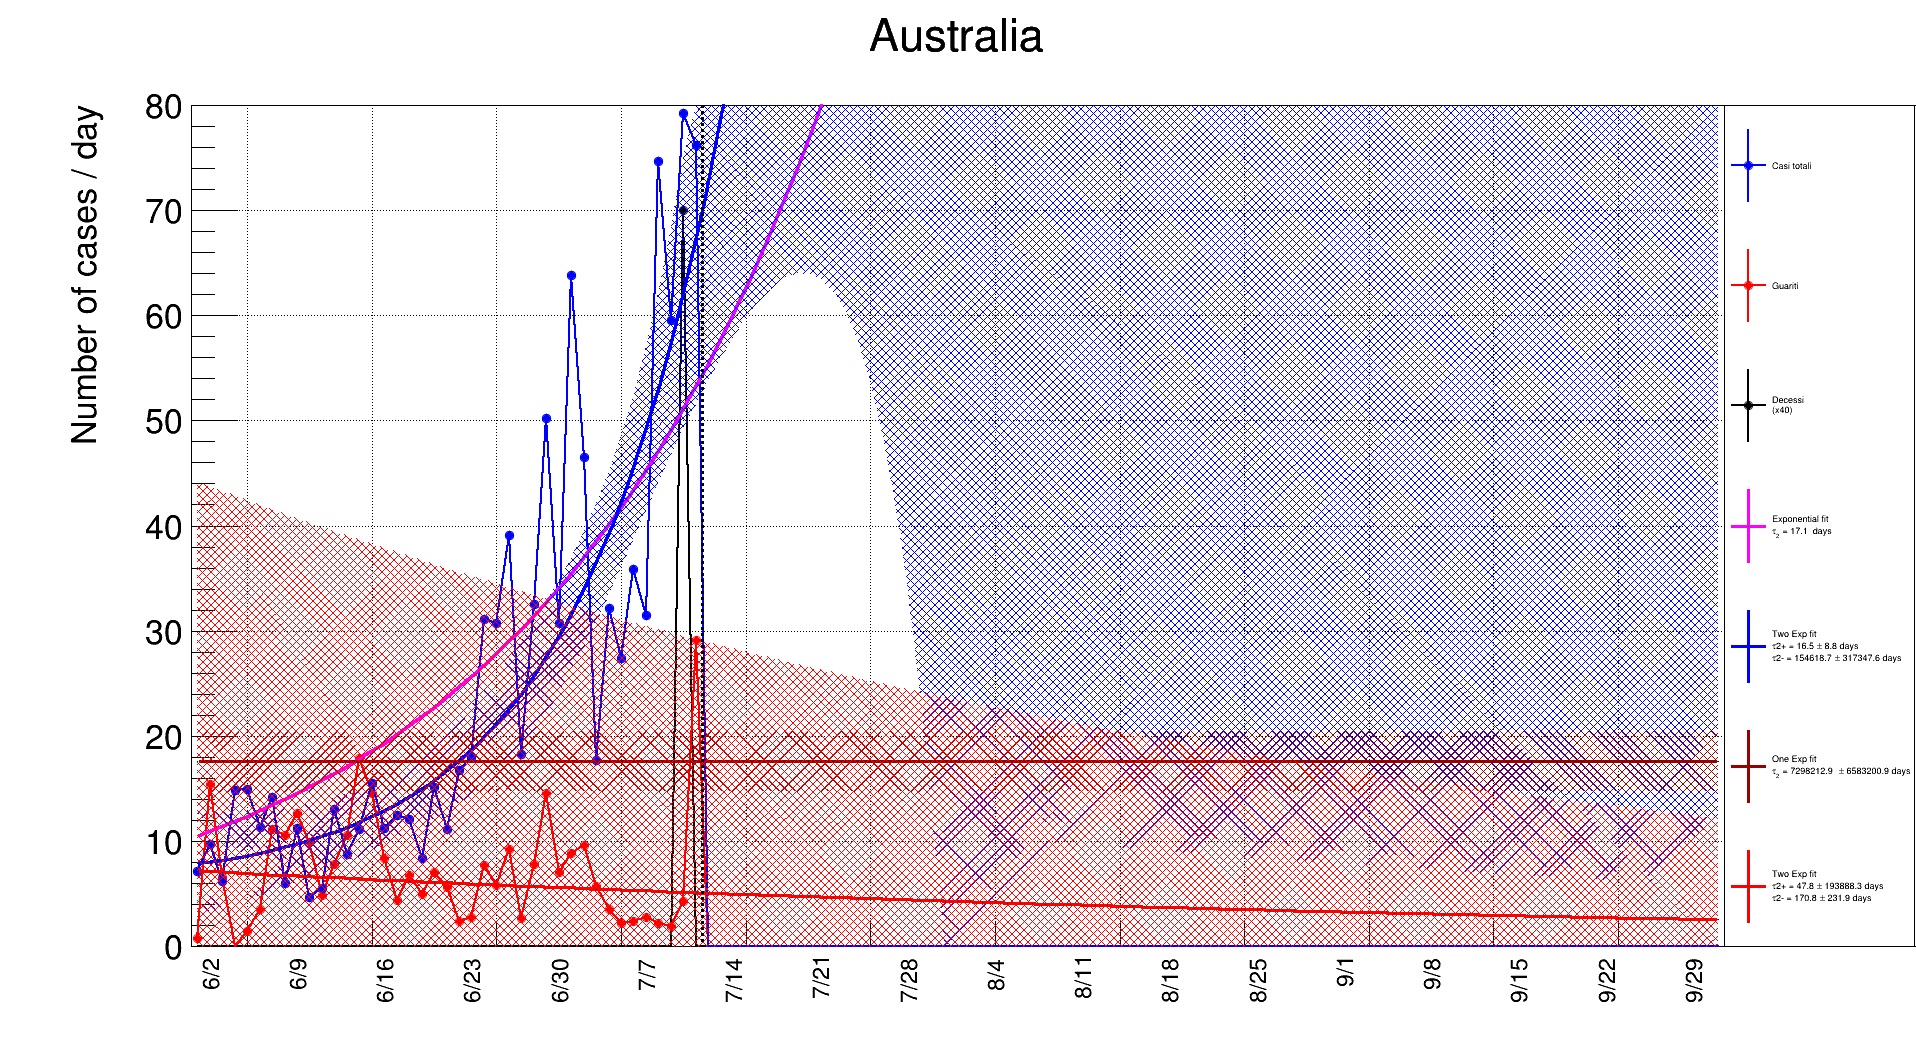 Australia
Number of cases / day
80
70
60
50
40
30
20
10
0
6/2
6/9
6/16
6/23
6/30
7/7
7/14
7/21
7/28
8/4
8/11
8/18
8/25
9/1
9/8
9/15
9/22
9/29
Casi totali
Guariti
Decessi
(x40)
Exponential fit
τ2 = 17.1 days
Two Exp fit
τ2+ = 16.5 ± 8.8 days
τ2- = 154618.7 ± 317347.6 days
One Exp fit
τ2 = 7298212.9 ± 6583200.9 days
Two Exp fit
τ2+ = 47.8 ± 193888.3 days
τ2- = 170.8 ± 231.9 days